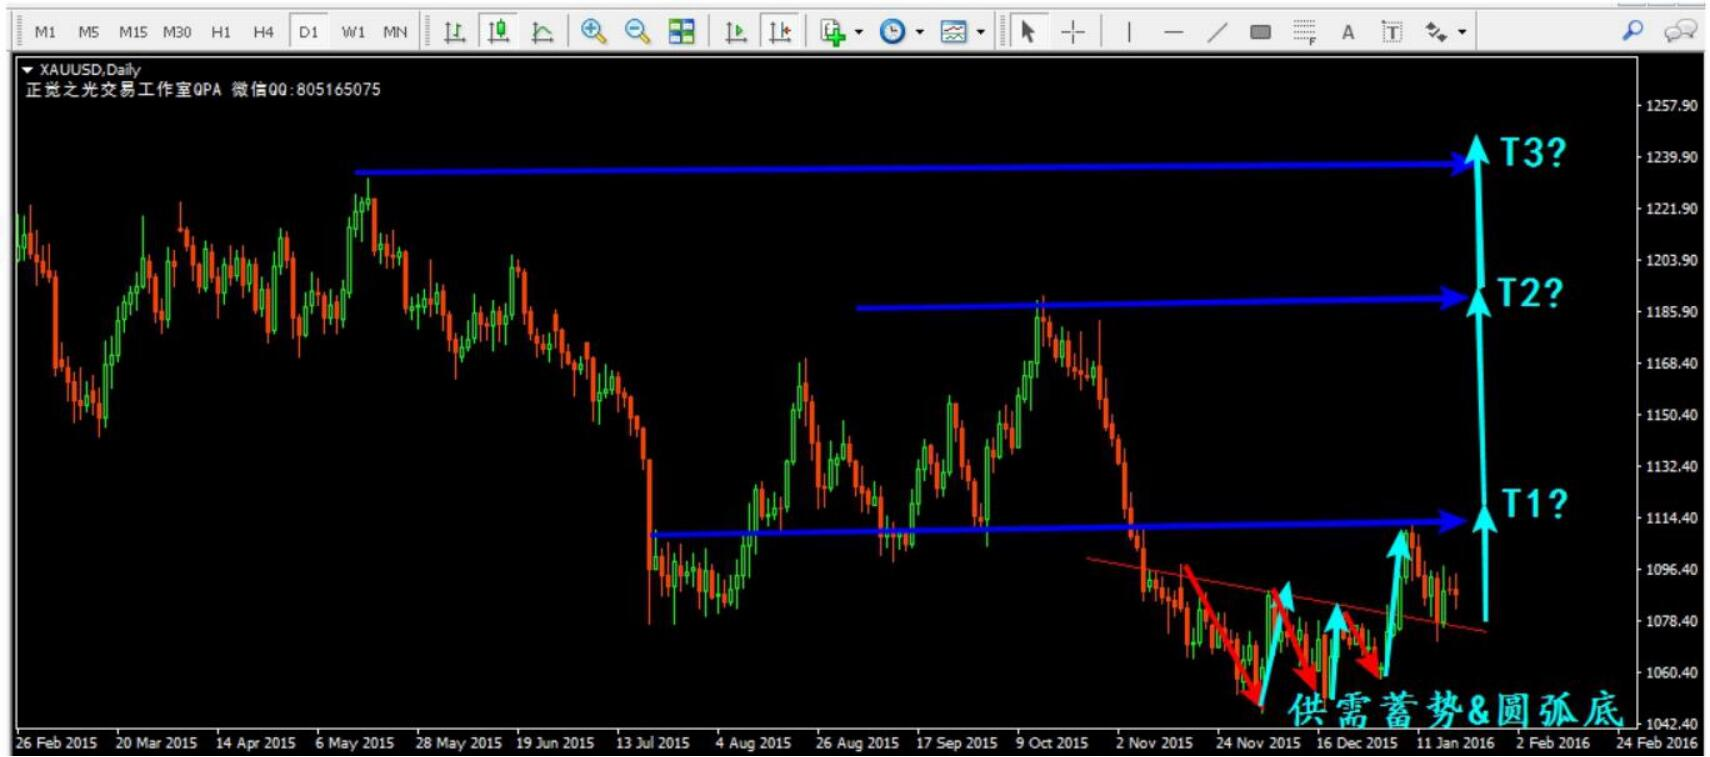 M1 M5 M15 M30 H1 H4 D1 W1 MN
XAUUSD,Daily
正觉之光交易工作室QPA 微信QQ:805165075
1257.90
T3?
1239.90
1221.90
1203.90
T2?
1185.90
1168.40
1150.40
1132.40
T1?
1114.40
1096.40
1078.40
1060.40
供需蓄势&圆弧底
1042.40
26 Feb 2015 20 Mar 2015 14 Apr 2015 6 May 2015 28 May 2015 19 Jun 2015 13 Jul 2015 4 Aug 2015 26 Aug 2015 17 Sep 2015 9 Oct 2015 2 Nov 2015 24 Nov 2015 16 Dec 2015 11 Jan 2016 2 Feb 2016 24 Feb 2016